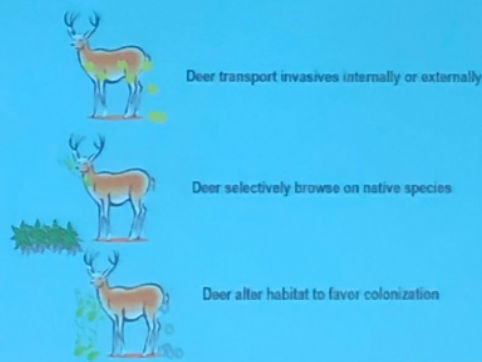 Deer transport invasives internally or externally
Deer selectively browse on native species
Deer alter habitat to favor colonization